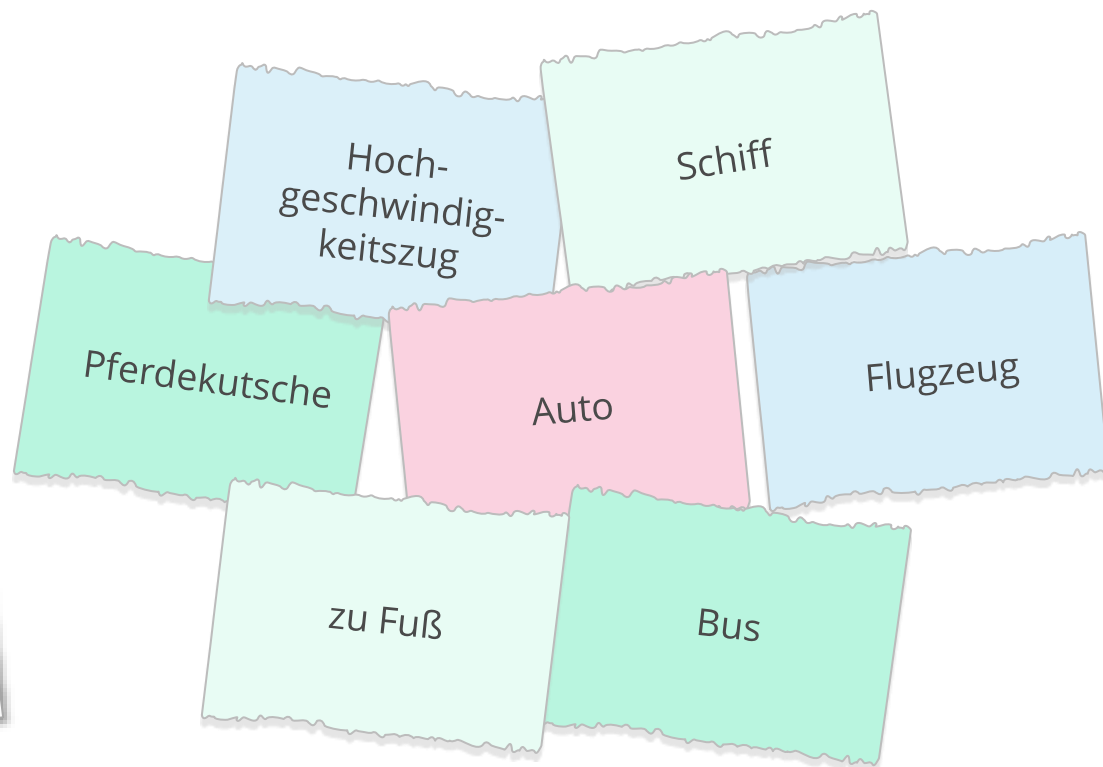 Hoch-
geschwindig-
keitszug
Schiff
Pferdekutsche
Auto
Flugzeug
zu Fuß
Bus